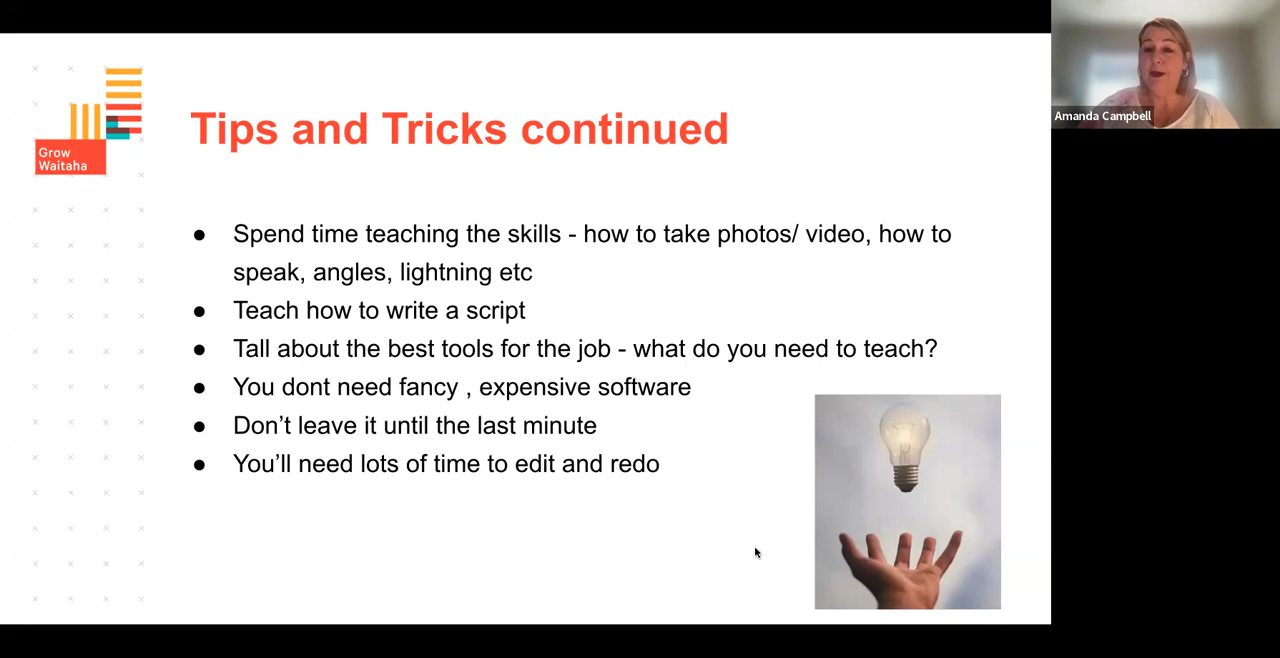 Grow
Waitaha
Tips and Tricks continued
● Spend time teaching the skills - how to take photos/ video, how to
speak, angles, lightning etc
● Teach how to write a script
● Tall about the best tools for the job - what do you need to teach?
● You dont need fancy , expensive software
● Don’t leave it until the last minute
● You’ll need lots of time to edit and redo
Amanda Campbell